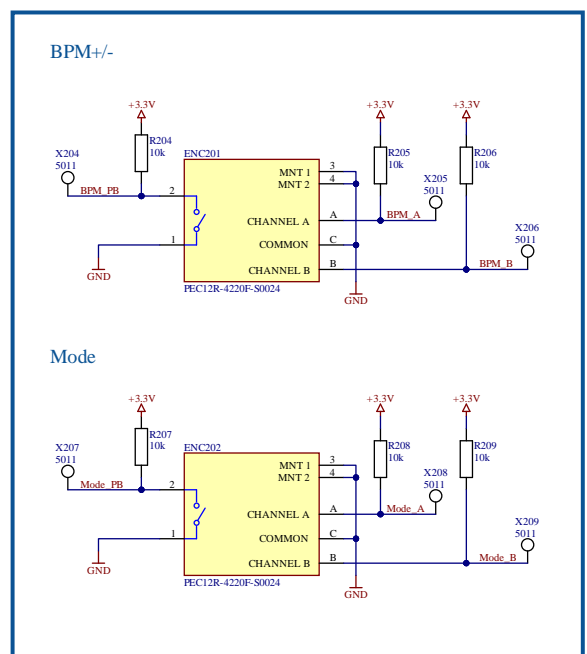 BPM+/-
+3.3V
+3.3V
+3.3V
R204
10k
X204
5011
BPM_PB
ENC201
2
1
GND
MNT 1
3
MNT 2
4
CHANNEL A
A
COMMON
C
CHANNEL B
B
PEC12R-4220F-S0024
GND
R205
10k
X205
5011
BPM_A
R206
10k
X206
5011
BPM_B
Mode
+3.3V
+3.3V
+3.3V
R207
10k
X207
5011
Mode_PB
ENC202
2
1
GND
MNT 1
3
MNT 2
4
CHANNEL A
A
COMMON
C
CHANNEL B
B
PEC12R-4220F-S0024
GND
R208
10k
X208
5011
Mode_A
R209
10k
X209
5011
Mode_B